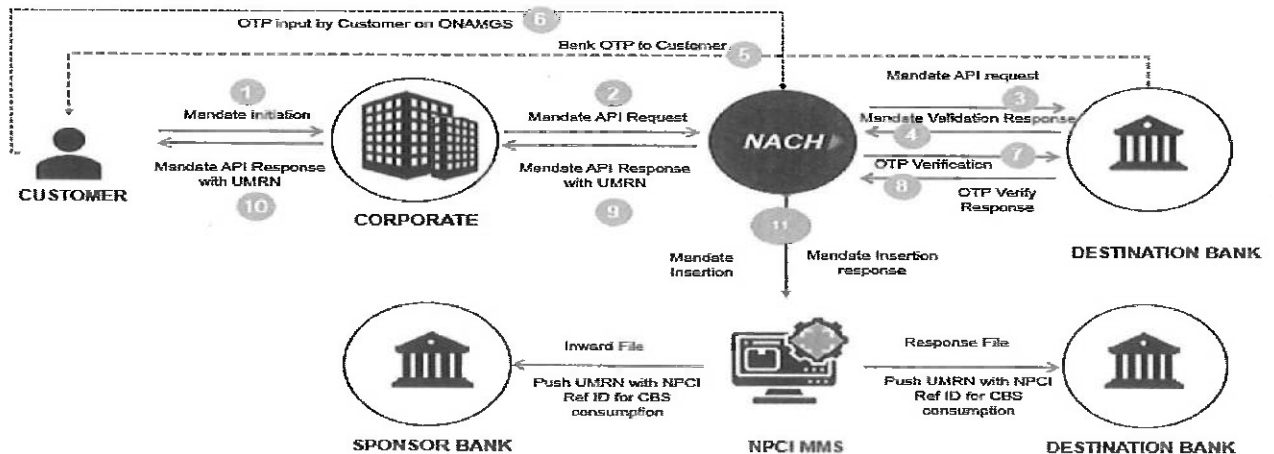 OTP input by Customer on ONAMGS
6
Bank OTP to Customer
5
Mandate API request
3
1
Mandate initiation
2
Mandate API Request
Mandate Validation Response
4
NACH
7
OTP Verification
8
OTP Verify
Response
Mandate API Response
with UMRN
10
Mandate API Response
with UMRN
9
CUSTOMER
CORPORATE
11
DESTINATION BANK
Mandate
Insertion
Mandate Insertion
response
Inward File
Push UMRN with NPCI
Ref ID for CBS
consumption
Response File
Push UMRN with NPCI
Ref ID for CBS
consumption
SPONSOR BANK
NPCI MMS
DESTINATION BANK